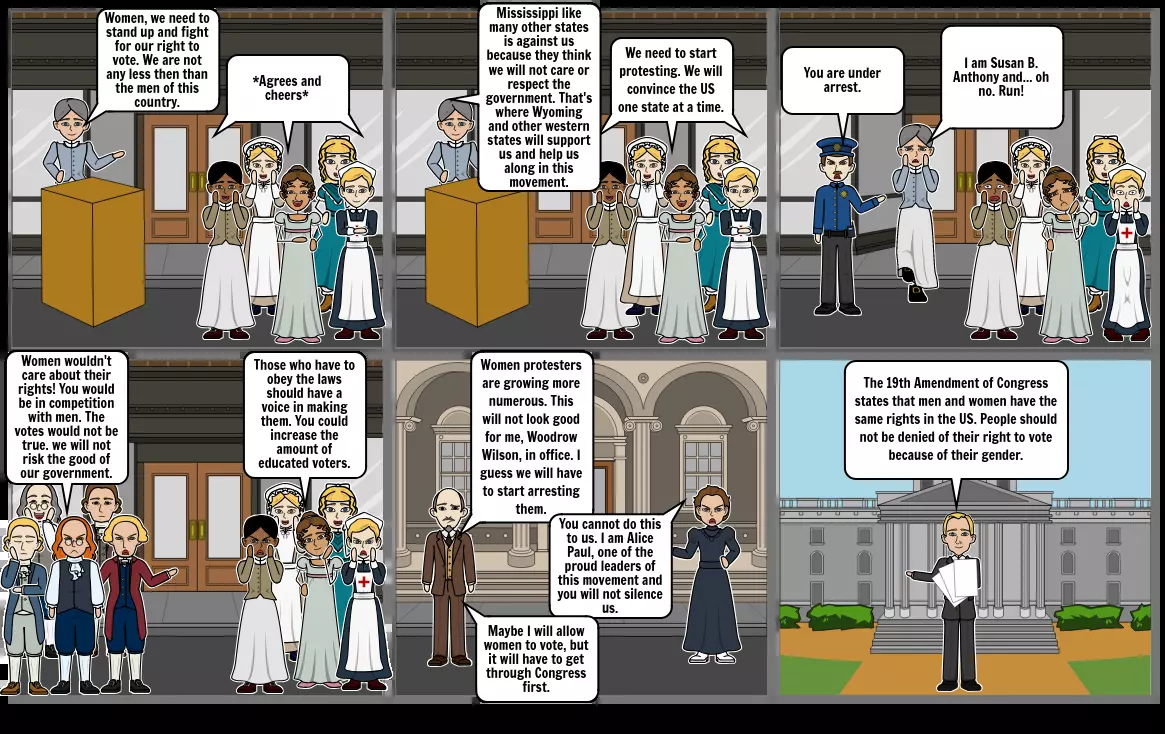 Women, we need to
stand up and fight
for our right to
vote. We are not
any less then than
the men of this
country.
*Agrees and
cheers*
Mississippi like
many other states
is against us
because they think
we will not care or
respect the
government. That's
where Wyoming
and other western
states will support
us and help us
along in this
movement.
We need to start
protesting. We will
convince the US
one state at a time.
You are under
arrest.
I am Susan B.
Anthony and... oh
no. Run!
Women wouldn't
care about their
rights! You would
be in competition
with men. The
votes would not be
true. we will not
risk the good of
our government.
Those who have to
obey the laws
should have a
voice in making
them. You could
increase the
amount of
educated voters.
Women protesters
are growing more
numerous. This
will not look good
for me, Woodrow
Wilson, in office. I
guess we will have
to start arresting
them.
You cannot do this
to us. I am Alice
Paul, one of the
proud leaders of
this movement and
you will not silence
us.
Maybe I will allow
women to vote, but
it will have to get
through Congress
first.
The 19th Amendment of Congress
states that men and women have the
same rights in the US. People should
not be denied of their right to vote
because of their gender.